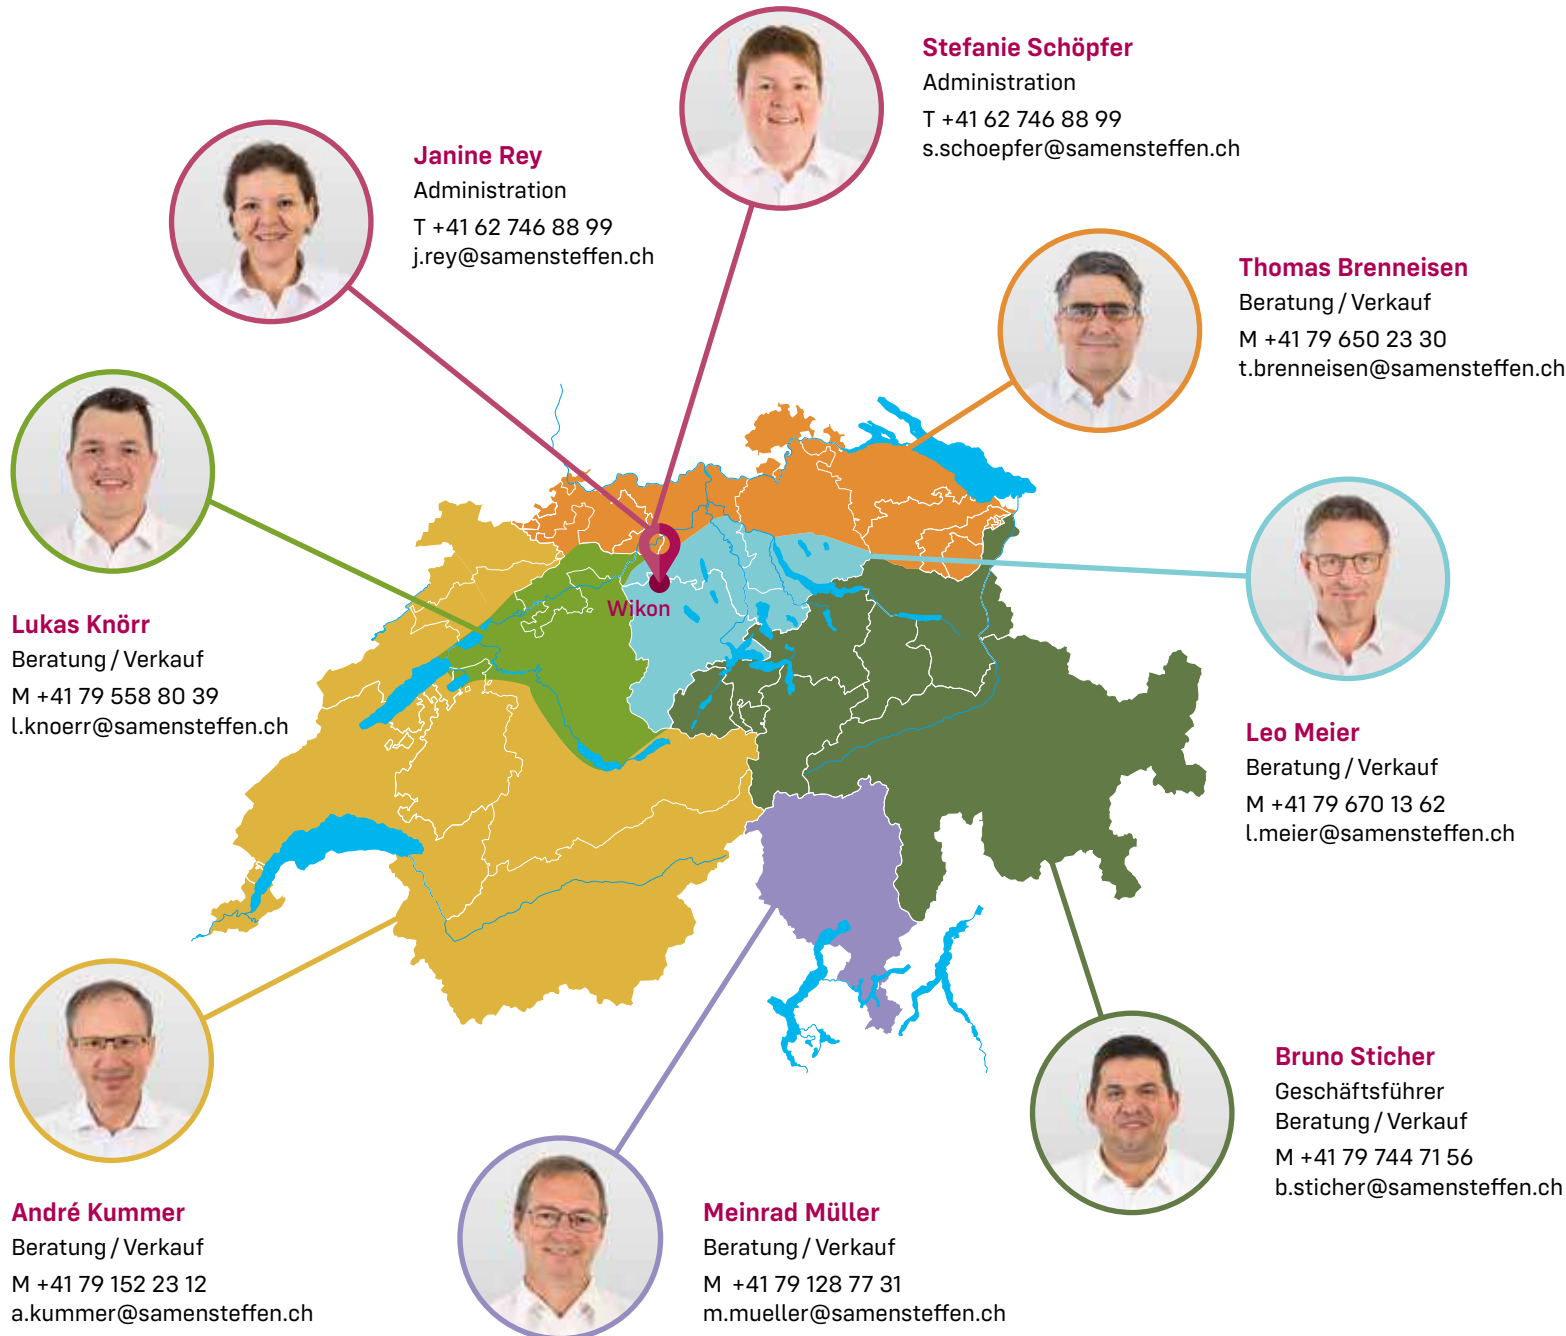 Stefanie Schöpfer
Administration
T +41 62 746 88 99
s.schoepfer@samensteffen.ch
Janine Rey
Administration
T +41 62 746 88 99
j.rey@samensteffen.ch
Thomas Brenneisen
Beratung / Verkauf
M +41 79 650 23 30
t.brenneisen@samensteffen.ch
Wikon
Lukas Knörr
Beratung / Verkauf
M +41 79 558 80 39
l.knoerr@samensteffen.ch
Leo Meier
Beratung / Verkauf
M +41 79 670 13 62
l.meier@samensteffen.ch
Bruno Sticher
Geschäftsführer
Beratung / Verkauf
M +41 79 744 71 56
b.sticher@samensteffen.ch
André Kummer
Beratung / Verkauf
M +41 79 152 23 12
a.kummer@samensteffen.ch
Meinrad Müller
Beratung / Verkauf
M +41 79 128 77 31
m.mueller@samensteffen.ch